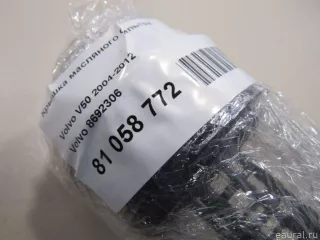 Крышка масляного фильтра
Volvo V50 2004-2012
Volvo 8692306
81 058 772
eaural.ru